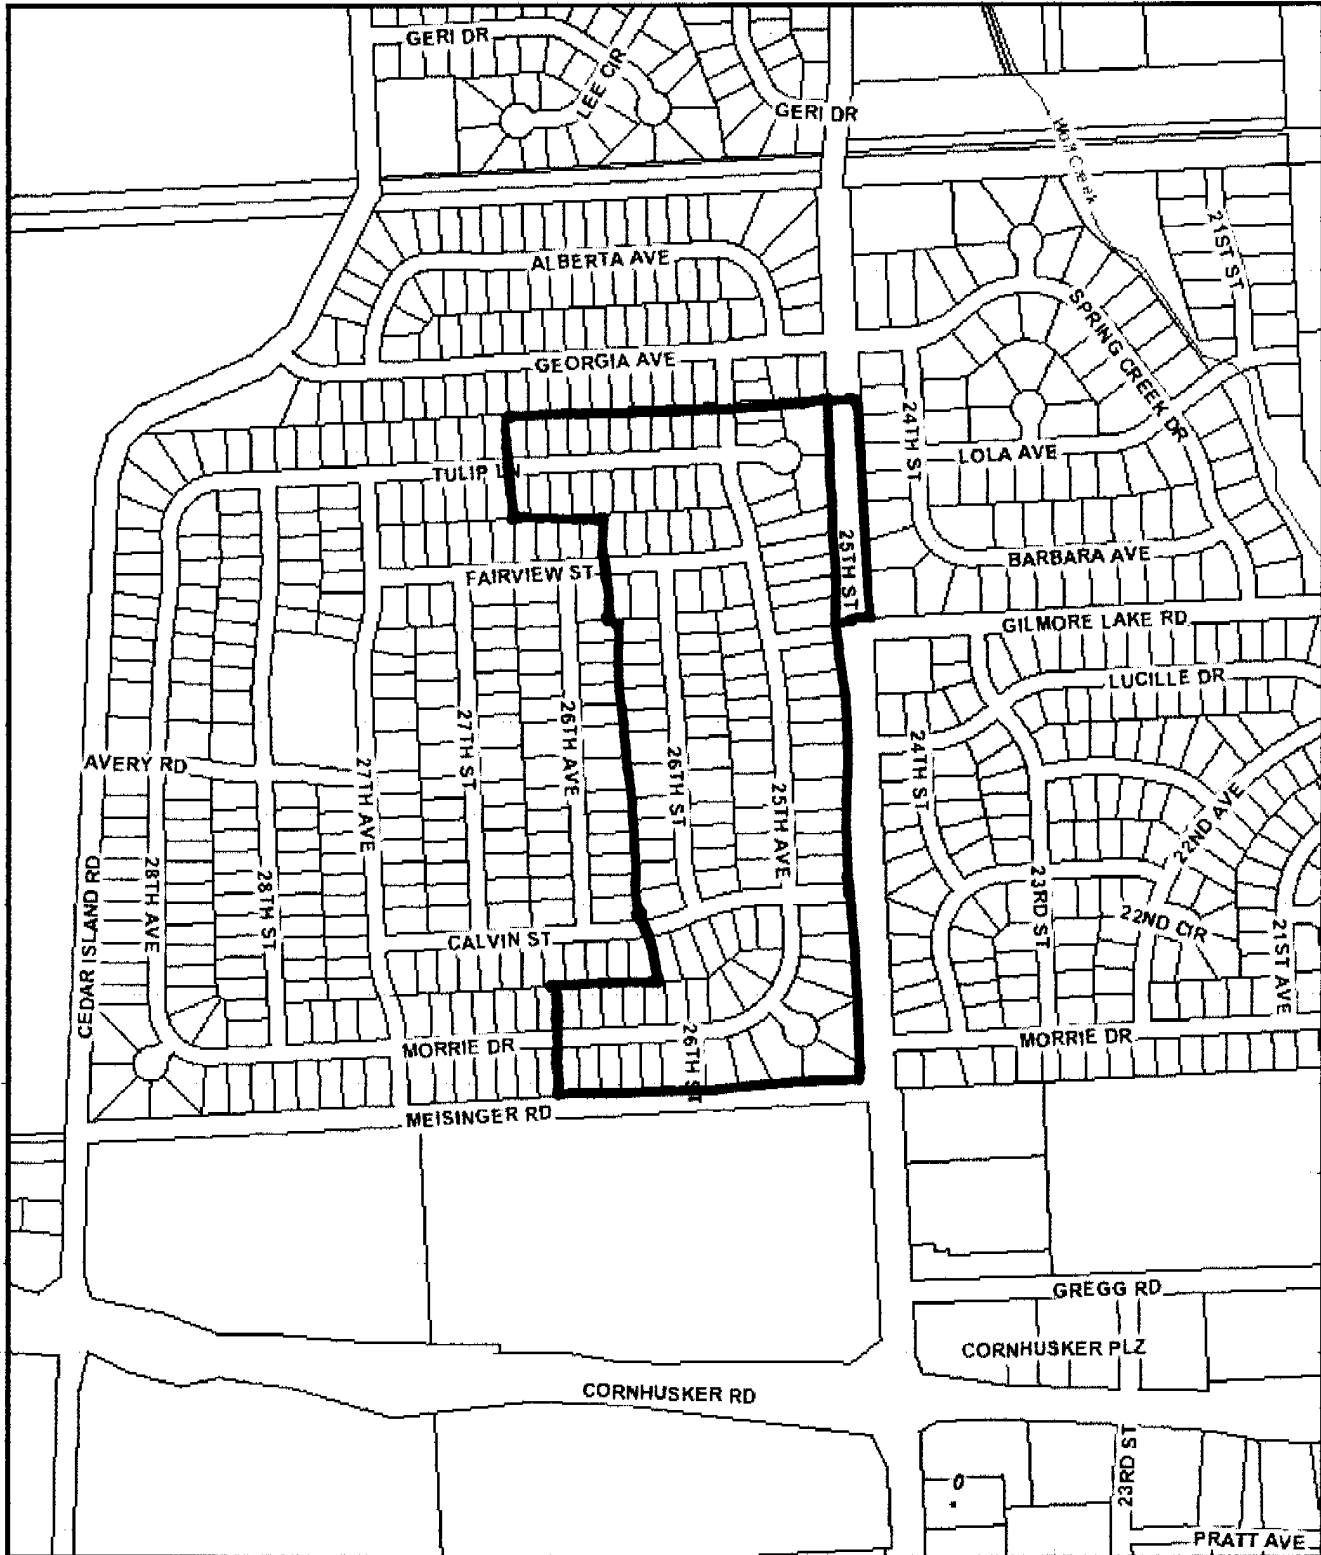 GERI DR
LEE CIR
GERI DR
Wolf Creek
21ST ST
ALBERTA AVE
SPRING CREEK DR
GEORGIA AVE
24TH ST
TULIP LN
LOLA AVE
25TH ST
BARBARA AVE
FAIRVIEW ST
GILMORE LAKE RD
LUCILLE DR
27TH ST
26TH AVE
24TH ST
26TH ST
AVERY RD
27TH AVE
25TH AVE
22ND AVE
CEDAR ISLAND RD
28TH AVE
28TH ST
23RD ST
22ND CIR
21ST AVE
CALVIN ST
MORRIE DR
26TH ST
MORRIE DR
MEISINGER RD
GREGG RD
CORNHUSKER PLZ
CORNHUSKER RD
23RD ST
0
PRATT AVE